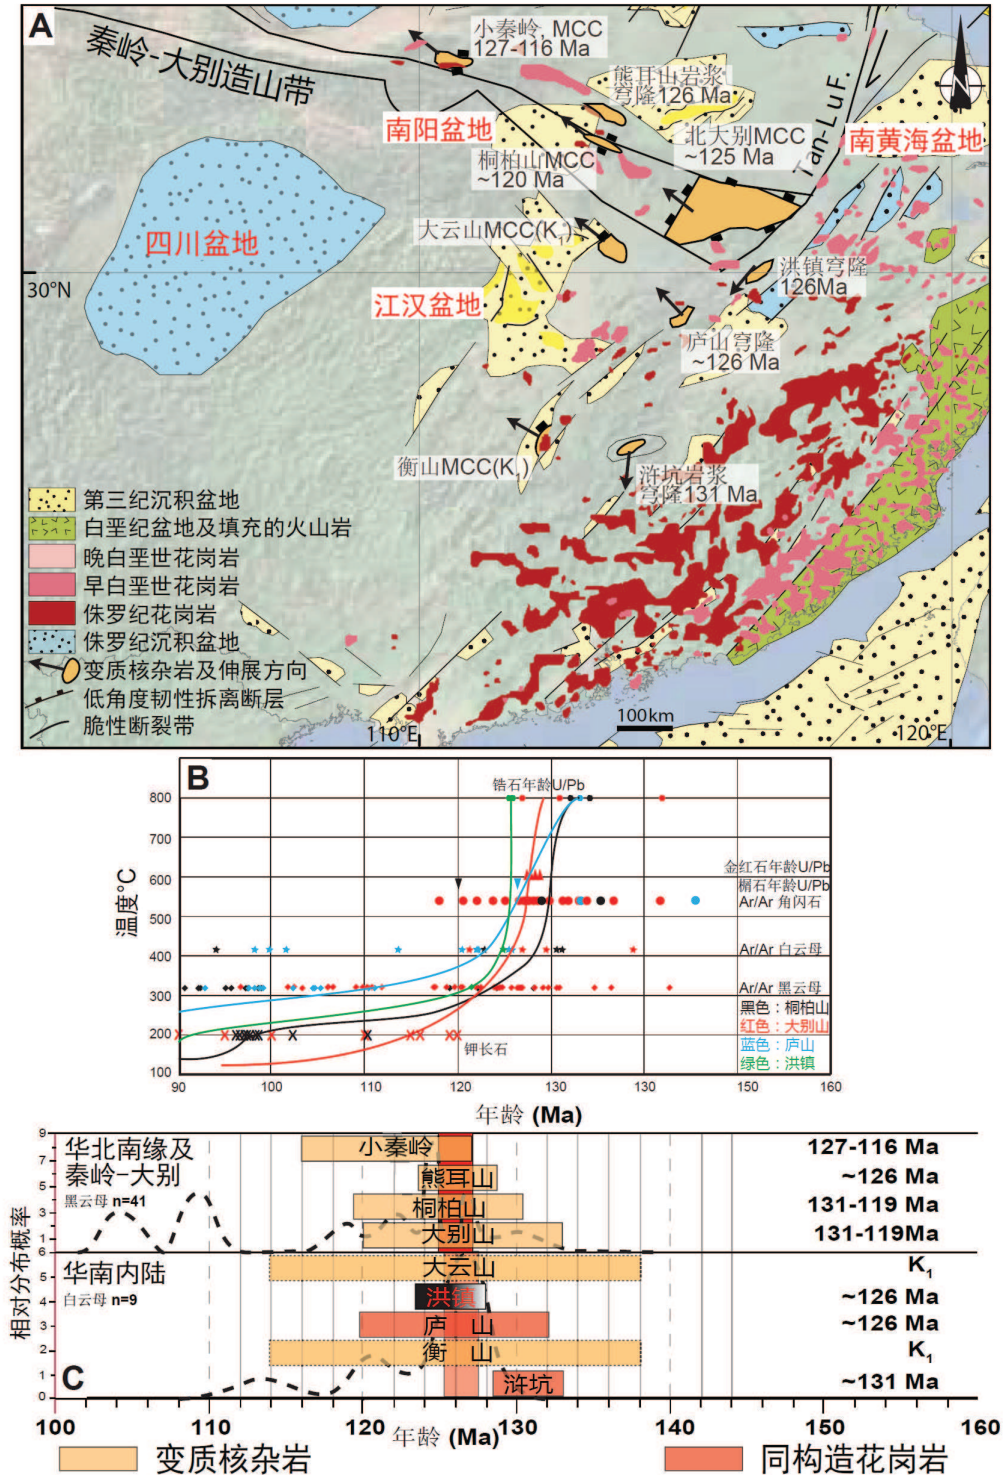 A
小秦岭, MCC
127-116 Ma
秦岭-大别造山带
熊耳山岩浆
穹隆126 Ma
Tan-Lu F.
N
南阳盆地
北大别MCC
~125 Ma
南黄海盆地
桐柏山MCC
~120 Ma
大云山MCC(K1)
四川盆地
30°N
洪镇穹隆
126Ma
江汉盆地
庐山穹隆
~126 Ma
衡山MCC(K1)
浒坑岩浆
穹隆131 Ma
第三纪沉积盆地
白垩纪盆地及填充的火山岩
晚白垩世花岗岩
早白垩世花岗岩
侏罗纪花岗岩
侏罗纪沉积盆地
变质核杂岩及伸展方向
低角度韧性拆离断层
脆性断裂带
100km
110°E
120°E
B
锆石年龄U/Pb
800
700
600
500
400
300
200
100
温度°C
金红石年龄U/Pb
榍石年龄U/Pb
Ar/Ar 角闪石
Ar/Ar 白云母
Ar/Ar 黑云母
黑色：桐柏山
红色：大别山
蓝色：庐山
绿色：洪镇
钾长石
90 100 110 120 130 130 150 160
年龄 (Ma)
9
7
5
3
1
华北南缘及
秦岭-大别
黑云母 n=41
小秦岭 127-116 Ma
熊耳山 ~126 Ma
桐柏山 131-119 Ma
大别山 131-119Ma
相对分布概率
6
5
4
3
2
1
0
华南内陆
白云母 n=9
大云山 K1
洪镇 ~126 Ma
庐 山 ~126 Ma
衡 山 K1
浒坑 ~131 Ma
C
100 110 120 130 140 150 160
年龄 (Ma)
变质核杂岩
同构造花岗岩